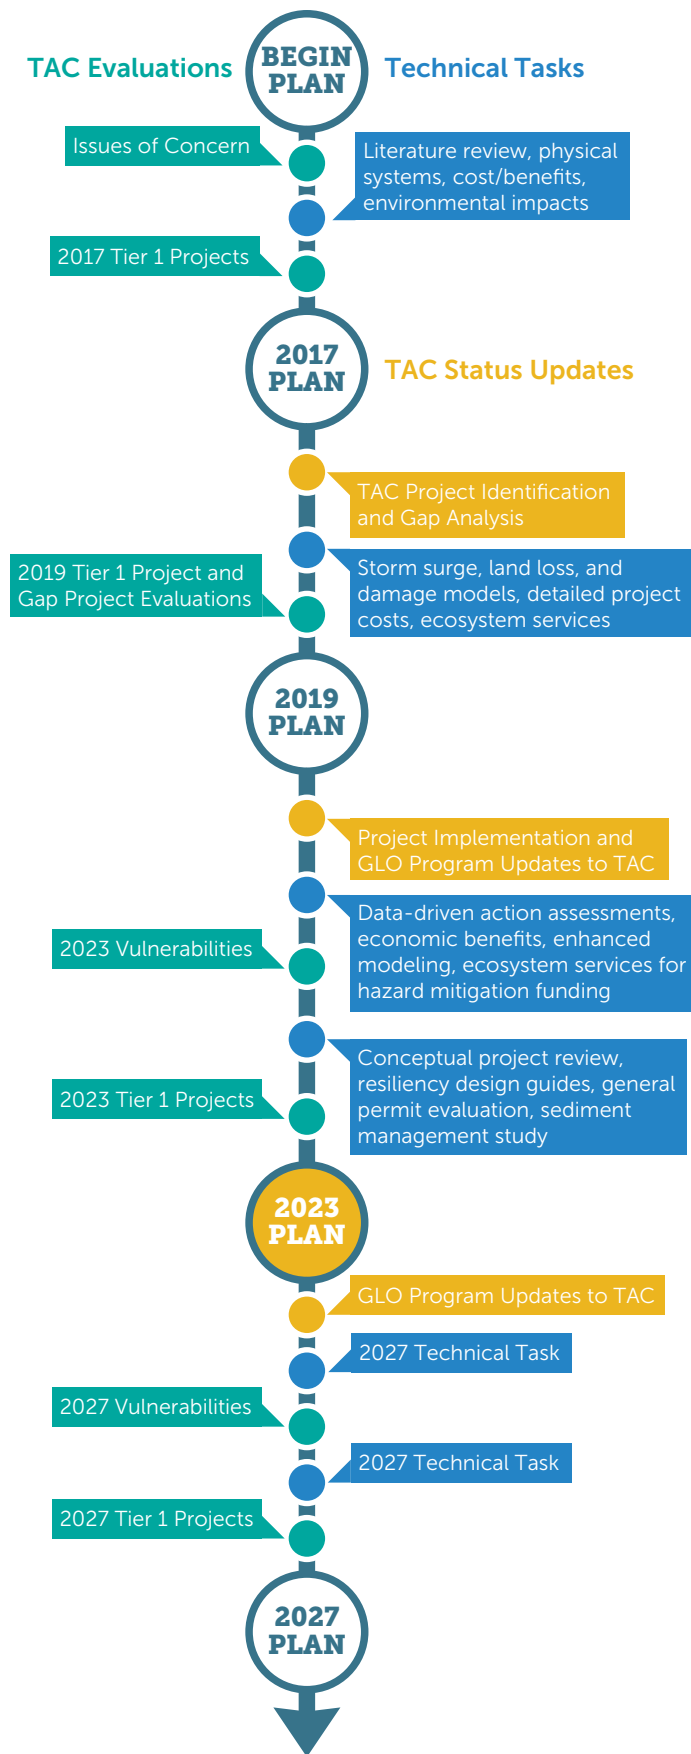 TAC Evaluations
BEGIN
PLAN
Technical Tasks
Issues of Concern
Literature review, physical
systems, cost/benefits,
environmental impacts
2017 Tier 1 Projects
2017
PLAN
TAC Status Updates
TAC Project Identification
and Gap Analysis
Storm surge, land loss, and
damage models, detailed project
costs, ecosystem services
2019 Tier 1 Project and
Gap Project Evaluations
2019
PLAN
Project Implementation and
GLO Program Updates to TAC
Data-driven action assessments,
economic benefits, enhanced
modeling, ecosystem services for
hazard mitigation funding
2023 Vulnerabilities
Conceptual project review,
resiliency design guides, general
permit evaluation, sediment
management study
2023 Tier 1 Projects
2023
PLAN
GLO Program Updates to TAC
2027 Technical Task
2027 Vulnerabilities
2027 Technical Task
2027 Tier 1 Projects
2027
PLAN